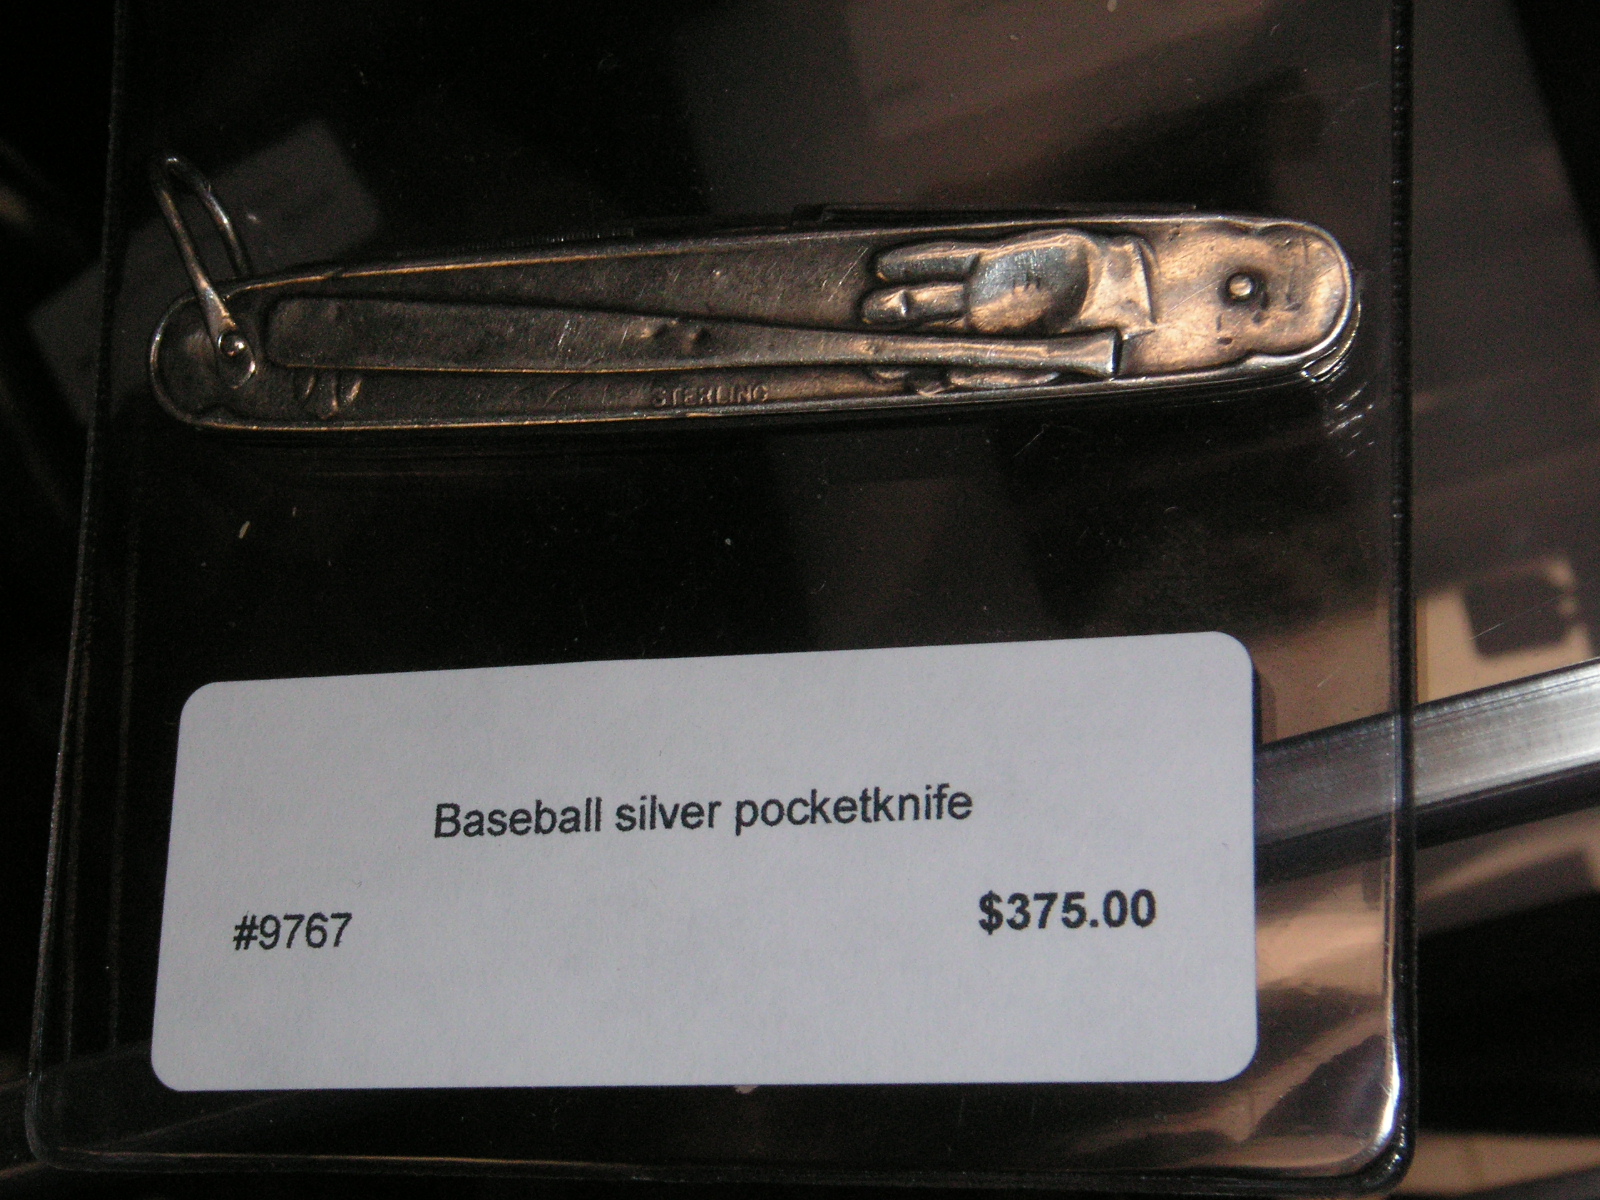 STERLING
Baseball silver pocketknife
#9767
$375.00